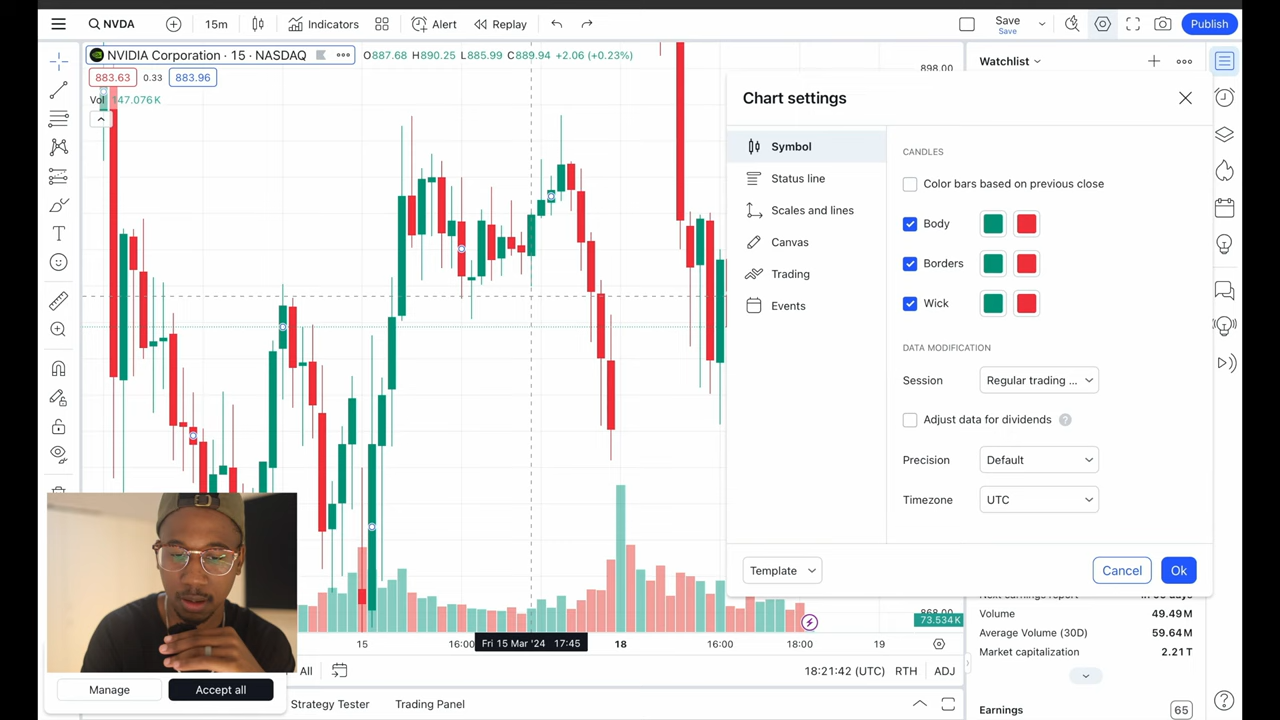 NVDA
15m
Indicators
Alert
Replay
Save
Save
Publish
NVIDIA Corporation · 15 · NASDAQ
O887.68 H890.25 L885.99 C889.94 +2.06 (+0.23%)
883.63
0.33
883.96
Vol 147.076K
898.00
Watchlist
Chart settings
Symbol
Status line
Scales and lines
Canvas
Trading
Events
CANDLES
Color bars based on previous close
Body
Borders
Wick
DATA MODIFICATION
Session
Regular trading ...
Adjust data for dividends
?
Precision
Default
Timezone
UTC
Template
Cancel
Ok
868.00
73.534K
Volume
49.49M
Average Volume (30D)
59.64M
Market capitalization
2.21T
15
16:00
Fri 15 Mar '24 17:45
18
16:00
18:00
19
All
18:21:42 (UTC)
RTH
ADJ
Manage
Accept all
Strategy Tester
Trading Panel
Earnings
65